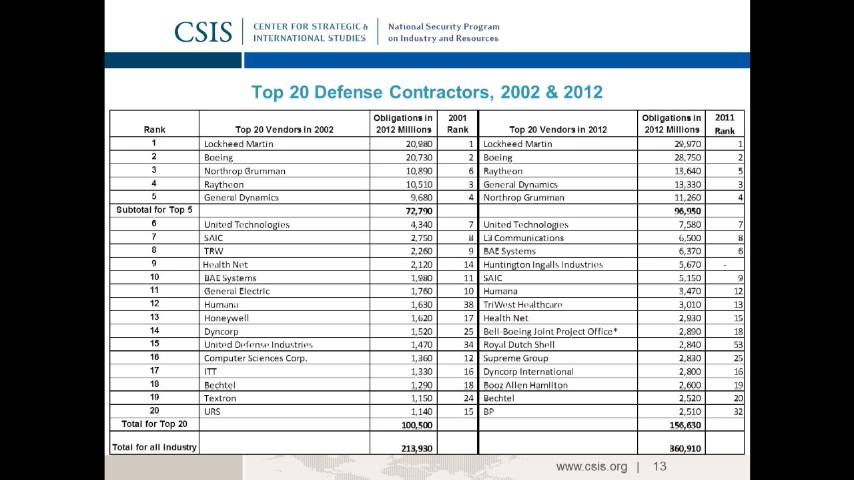 CSIS
CENTER FOR STRATEGIC &
INTERNATIONAL STUDIES
National Security Program
on Industry and Resources
Top 20 Defense Contractors, 2002 & 2012
Rank Top 20 Vendors in 2002 Obligations in 2012 Millions 2001 Rank Top 20 Vendors in 2012 Obligations in 2012 Millions 2011 Rank
1 Lockheed Martin 20,980 1 Lockheed Martin 29,970 1
2 Boeing 20,730 2 Boeing 28,750 2
3 Northrop Grumman 10,890 6 Raytheon 13,640 5
4 Raytheon 10,510 3 General Dynamics 13,330 3
5 General Dynamics 9,680 4 Northrop Grumman 11,260 4
Subtotal for Top 5 72,790 96,950
6 United Technologies 4,340 7 United Technologies 7,580 7
7 SAIC 2,750 8 L3 Communications 6,500 8
8 TRW 2,260 9 BAE Systems 6,370 6
9 Health Net 2,120 14 Huntington Ingalls Industries 5,670 -
10 BAE Systems 1,980 11 SAIC 5,150 9
11 General Electric 1,760 10 Humana 3,470 12
12 Humana 1,630 38 TriWest Healthcare 3,010 13
13 Honeywell 1,620 17 Health Net 2,930 15
14 Dyncorp 1,520 25 Bell-Boeing Joint Project Office* 2,890 18
15 United Defense Industries 1,470 34 Royal Dutch Shell 2,840 53
16 Computer Sciences Corp. 1,360 12 Supreme Group 2,830 25
17 ITT 1,330 16 Dyncorp International 2,800 16
18 Bechtel 1,290 18 Booz Allen Hamilton 2,600 19
19 Textron 1,150 24 Bechtel 2,520 20
20 URS 1,140 15 BP 2,510 32
Total for Top 20 100,500 156,630
Total for all Industry 213,930 360,910
www.csis.org | 13